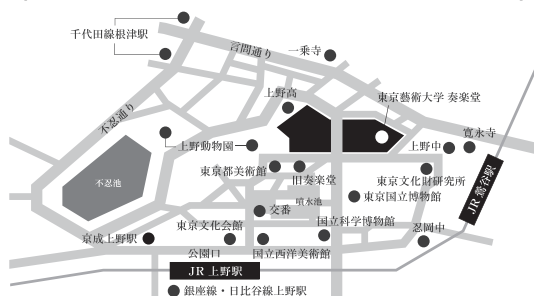 千代田線根津駅
言問通り
一乗寺
上野高
東京藝術大学 奏楽堂
不忍通り
上野動物園
上野中
寛永寺
東京都美術館
旧奏楽堂
東京文化財研究所
JR 鶯谷駅
不忍池
噴水池
東京国立博物館
交番
国立科学博物館
東京文化会館
忍岡中
京成上野駅
公園口
国立西洋美術館
JR 上野駅
銀座線・日比谷線上野駅